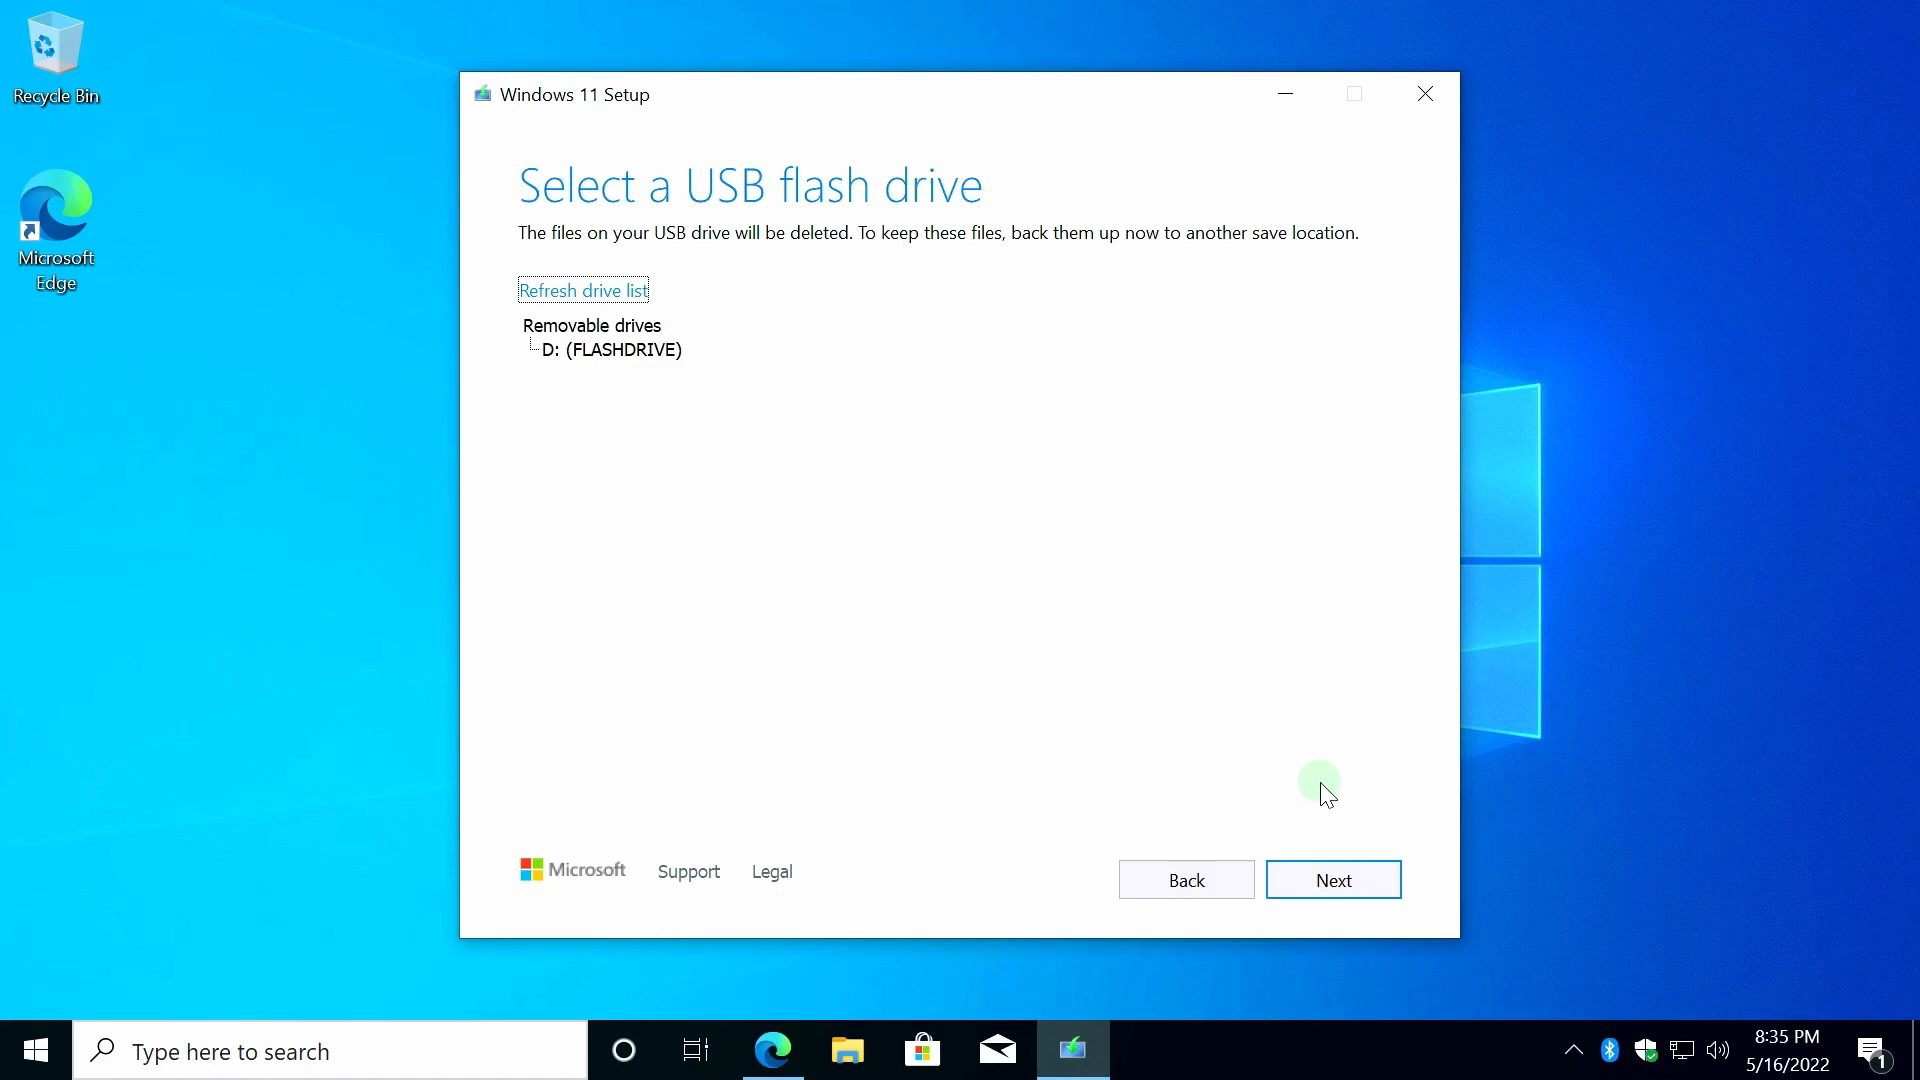 Recycle Bin
Microsoft
Edge
Windows 11 Setup
Select a USB flash drive
The files on your USB drive will be deleted. To keep these files, back them up now to another save location.
Refresh drive list
Removable drives
D: (FLASHDRIVE)
Microsoft
Support
Legal
Back
Next
Type here to search
8:35 PM
5/16/2022
1